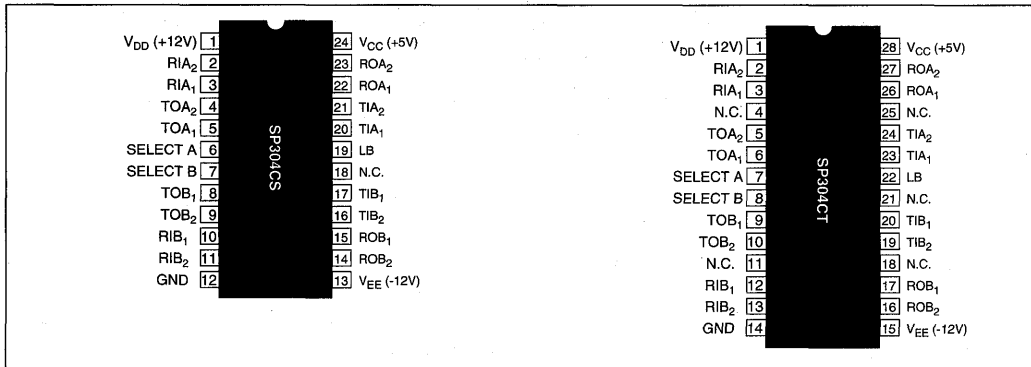 V_DD (+12V) 1
RIA₂ 2
RIA₁ 3
TOA₂ 4
TOA₁ 5
SELECT A 6
SELECT B 7
TOB₁ 8
TOB₂ 9
RIB₁ 10
RIB₂ 11
GND 12
SP304CS
24 V_CC (+5V)
23 ROA₂
22 ROA₁
21 TIA₂
20 TIA₁
19 LB
18 N.C.
17 TIB₁
16 TIB₂
15 ROB₁
14 ROB₂
13 V_EE (-12V)
V_DD (+12V) 1
RIA₂ 2
RIA₁ 3
N.C. 4
TOA₂ 5
TOA₁ 6
SELECT A 7
SELECT B 8
TOB₁ 9
TOB₂ 10
N.C. 11
RIB₁ 12
RIB₂ 13
GND 14
SP304CT
28 V_CC (+5V)
27 ROA₂
26 ROA₁
25 N.C.
24 TIA₂
23 TIA₁
22 LB
21 N.C.
20 TIB₁
19 TIB₂
18 N.C.
17 ROB₁
16 ROB₂
15 V_EE (-12V)